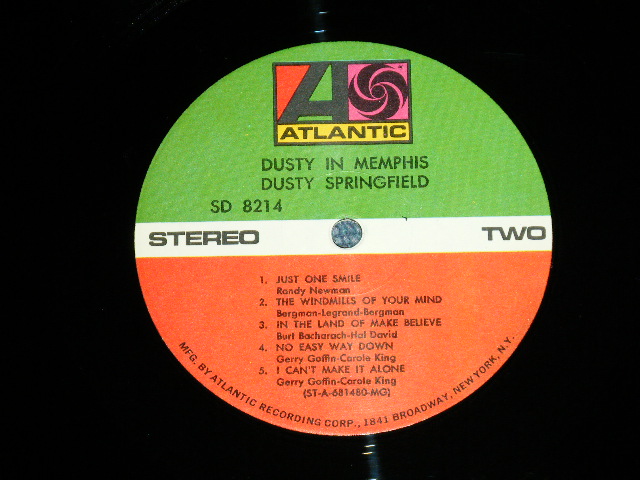 ATLANTIC
DUSTY IN MEMPHIS
DUSTY SPRINGFIELD
SD 8214
STEREO
TWO
1. JUST ONE SMILE
Randy Newman
2. THE WINDMILLS OF YOUR MIND
Bergman-Legrand-Bergman
3. IN THE LAND OF MAKE BELIEVE
Burt Bacharach-Hal David
4. NO EASY WAY DOWN
Gerry Goffin-Carole King
5. I CAN'T MAKE IT ALONE
Gerry Goffin-Carole King
(ST-A-681480-MG)
MFG. BY ATLANTIC RECORDING CORP., 1841 BROADWAY, NEW YORK, N.Y.